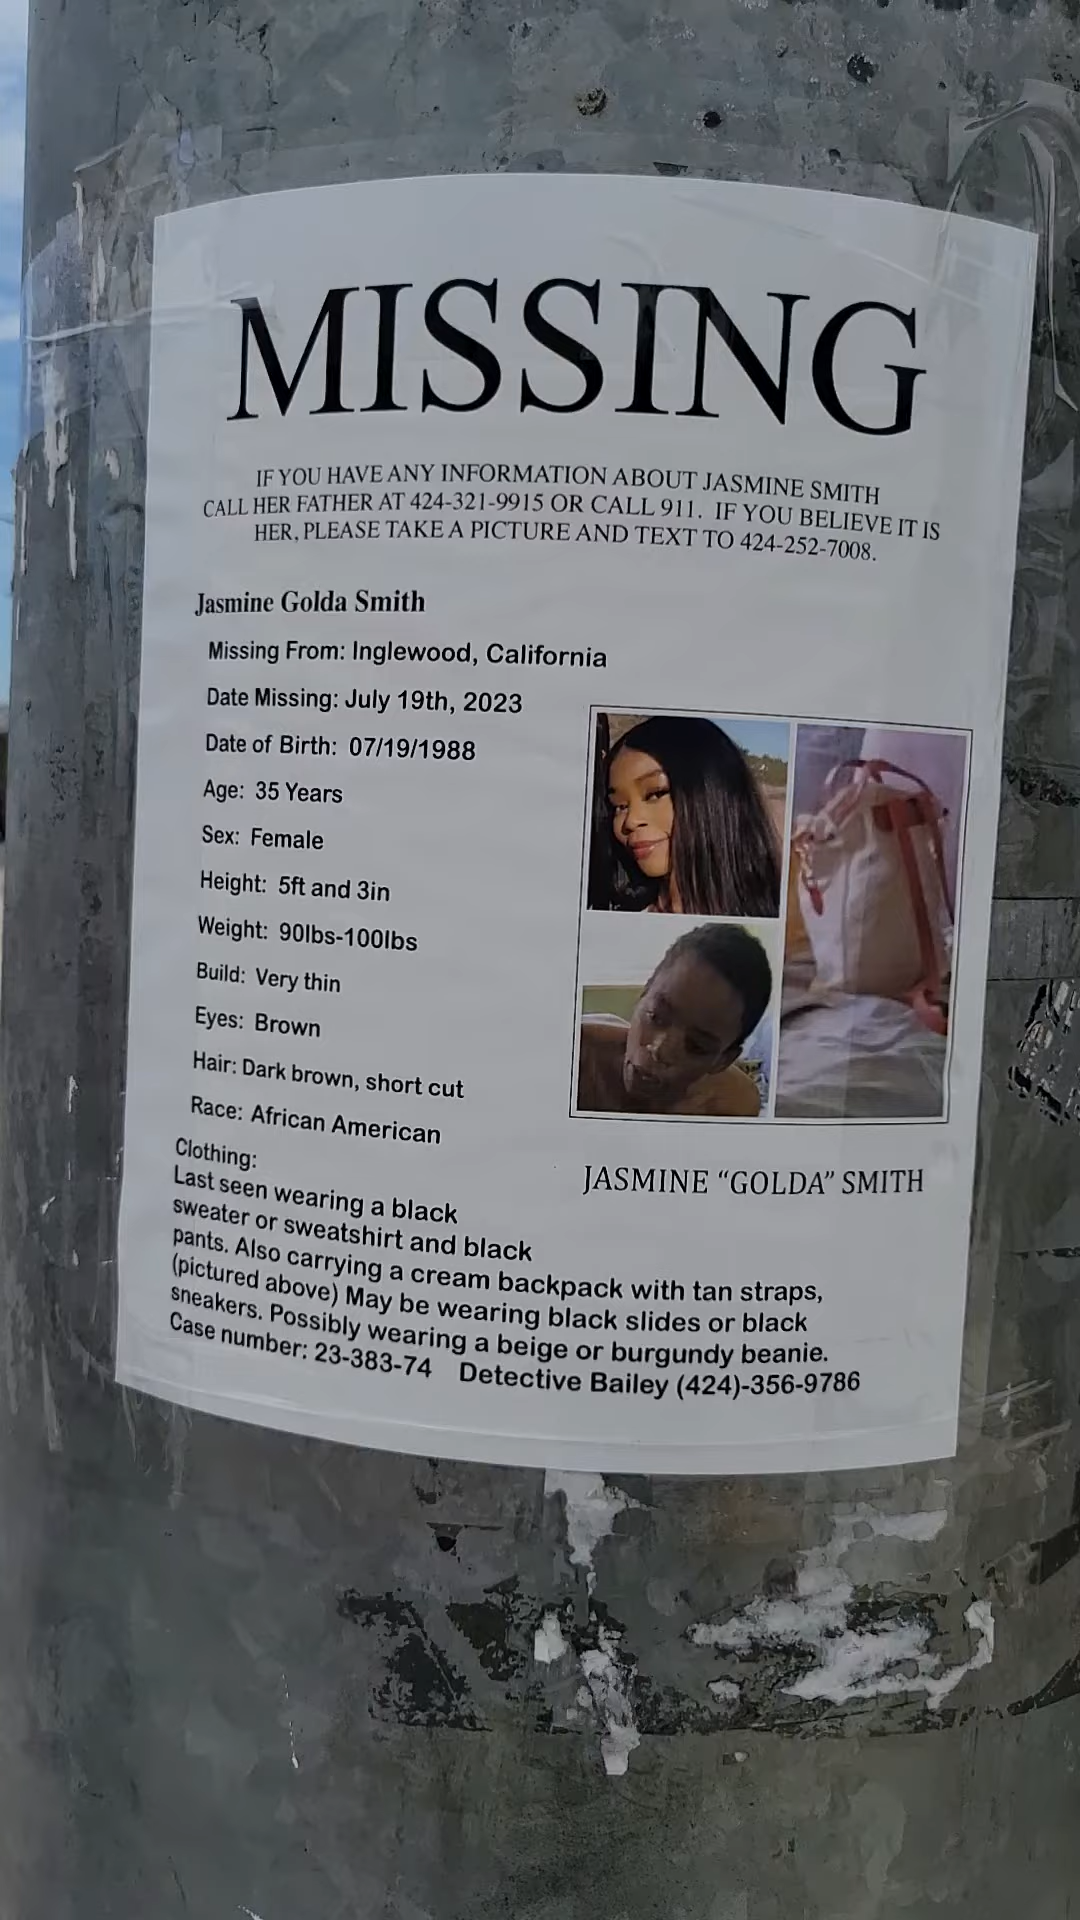 MISSING
IF YOU HAVE ANY INFORMATION ABOUT JASMINE SMITH
CALL HER FATHER AT 424-321-9915 OR CALL 911. IF YOU BELIEVE IT IS
HER, PLEASE TAKE A PICTURE AND TEXT TO 424-252-7008.
Jasmine Golda Smith
Missing From: Inglewood, California
Date Missing: July 19th, 2023
Date of Birth: 07/19/1988
Age: 35 Years
Sex: Female
Height: 5ft and 3in
Weight: 90lbs-100lbs
Build: Very thin
Eyes: Brown
Hair: Dark brown, short cut
Race: African American
JASMINE “GOLDA” SMITH
Clothing:
Last seen wearing a black
sweater or sweatshirt and black
pants. Also carrying a cream backpack with tan straps,
(pictured above) May be wearing black slides or black
sneakers. Possibly wearing a beige or burgundy beanie.
Case number: 23-383-74 Detective Bailey (424)-356-9786